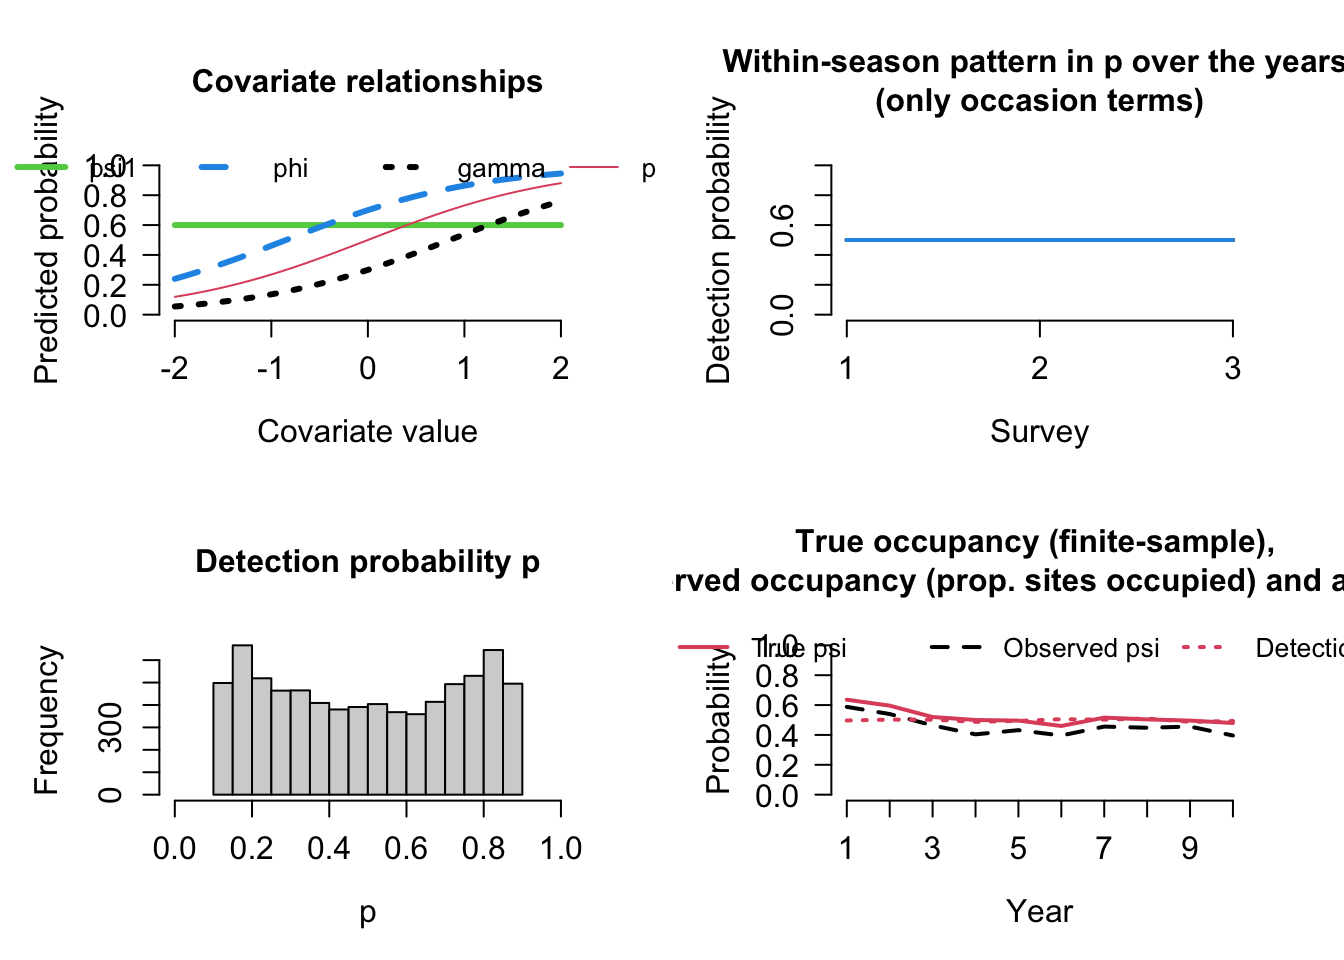 Covariate relationships
psi1 phi gamma p
Predicted probability
1.0
0.8
0.6
0.4
0.2
0.0
-2 -1 0 1 2
Covariate value
Within-season pattern in p over the years
(only occasion terms)
Detection probability
0.6
0.0
1 2 3
Survey
Detection probability p
Frequency
300
0
0.0 0.2 0.4 0.6 0.8 1.0
p
True occupancy (finite-sample),
rved occupancy (prop. sites occupied) and a
True psi Observed psi Detectio
Probability
1.0
0.8
0.6
0.4
0.2
0.0
1 3 5 7 9
Year